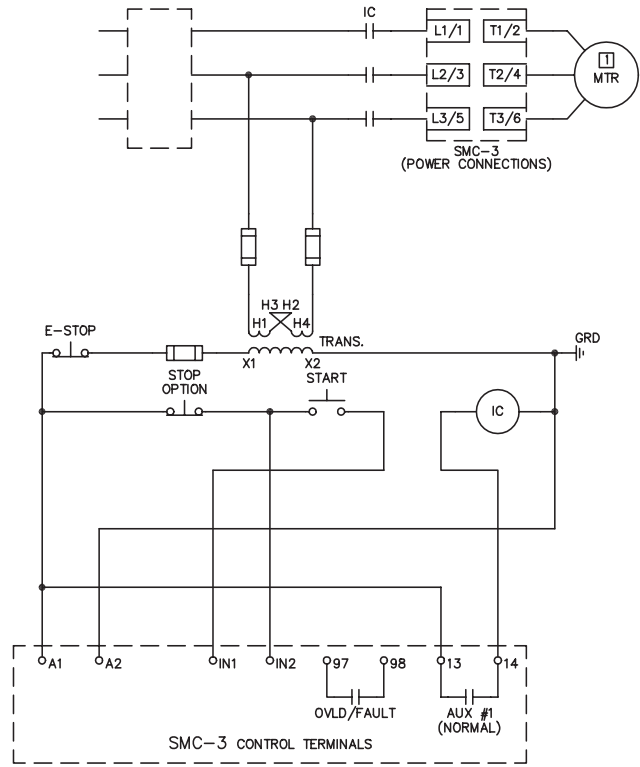 IC
L1/1 T1/2
1
MTR
L2/3 T2/4
L3/5 T3/6
SMC-3
(POWER CONNECTIONS)
H3 H2
H1 H4
E-STOP
TRANS.
GRD
X1 X2
STOP
OPTION
START
IC
A1 A2 IN1 IN2 97 98 13 14
OVLD/FAULT
AUX #1
(NORMAL)
SMC-3 CONTROL TERMINALS